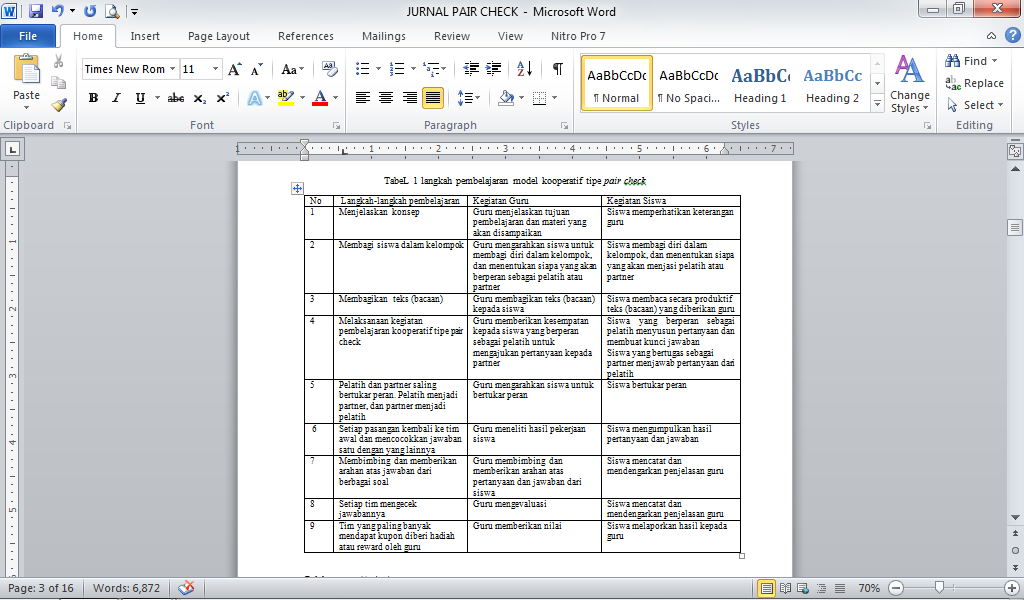 JURNAL PAIR CHECK - Microsoft Word
File Home Insert Page Layout References Mailings Review View Nitro Pro 7
Times New Rom 11
Paste
B I U abc x₂ x²
AaBbCcDc AaBbCcDc AaBbCc AaBbCc
¶ Normal ¶ No Spaci... Heading 1 Heading 2
Change Styles
Find
Replace
Select
Clipboard Font Paragraph Styles Editing
TabeL 1 langkah pembelajaran model kooperatif tipe pair check
No Langkah-langkah pembelajaran Kegiatan Guru Kegiatan Siswa
1 Menjelaskan konsep
Guru menjelaskan tujuan
pembelajaran dan materi yang
akan disampaikan
Siswa memperhatikan keterangan
guru
2 Membagi siswa dalam kelompok
Guru mengarahkan siswa untuk
membagi diri dalam kelompok,
dan menentukan siapa yang akan
berperan sebagai pelatih atau
partner
Siswa membagi diri dalam
kelompok, dan menentukan siapa
yang akan menjasi pelatih atau
partner
3 Membagikan teks (bacaan)
Guru membagikan teks (bacaan)
kepada siswa
Siswa membaca secara produktif
teks (bacaan) yang diberikan guru
4 Melaksanaan kegiatan
pembelajaran kooperatif tipe pair
check
Guru memberikan kesempatan
kepada siswa yang berperan
sebagai pelatih untuk
mengajukan pertanyaan kepada
partner
Siswa yang berperan sebagai
pelatih menyusun pertanyaan dan
membuat kunci jawaban
Siswa yang bertugas sebagai
partner menjawab pertanyaan dari
pelatih
5 Pelatih dan partner saling
bertukar peran. Pelatih menjadi
partner, dan partner menjadi
pelatih
Guru mengarahkan siswa untuk
bertukar peran
Siswa bertukar peran
6 Setiap pasangan kembali ke tim
awal dan mencocokkan jawaban
satu dengan yang lainnya
Guru meneliti hasil pekerjaan
siswa
Siswa mengumpulkan hasil
pertanyaan dan jawaban
7 Membimbing dan memberikan
arahan atas jawaban dari
berbagai soal
Guru membimbing dan
memberikan arahan atas
pertanyaan dan jawaban dari
siswa
Siswa mencatat dan
mendengarkan penjelasan guru
8 Setiap tim mengecek
jawabannya
Guru mengevaluasi
Siswa mencatat dan
mendengarkan penjelasan guru
9 Tim yang paling banyak
mendapat kupon diberi hadiah
atau reward oleh guru
Guru memberikan nilai
Siswa melaporkan hasil kepada
guru
Page: 3 of 16 Words: 6,872 70%